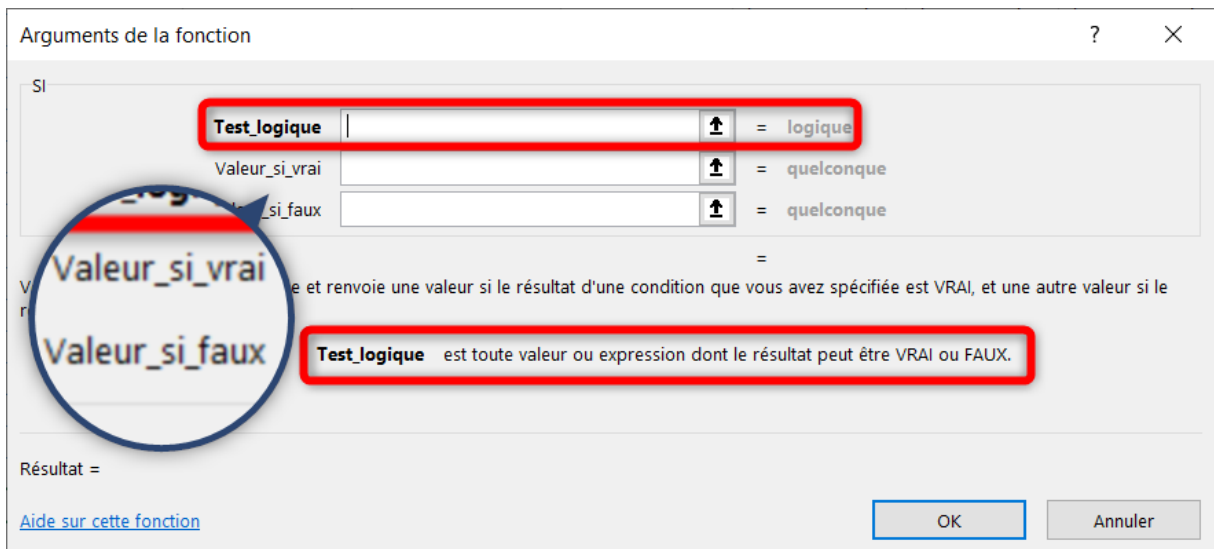 Arguments de la fonction ?
SI
Test_logique = logique
Valeur_si_vrai = quelconque
_si_faux = quelconque
=
Valeur_si_vrai
Valeur_si_faux
e et renvoie une valeur si le résultat d'une condition que vous avez spécifiée est VRAI, et une autre valeur si le
Test_logique est toute valeur ou expression dont le résultat peut être VRAI ou FAUX.
Résultat =
Aide sur cette fonction OK Annuler